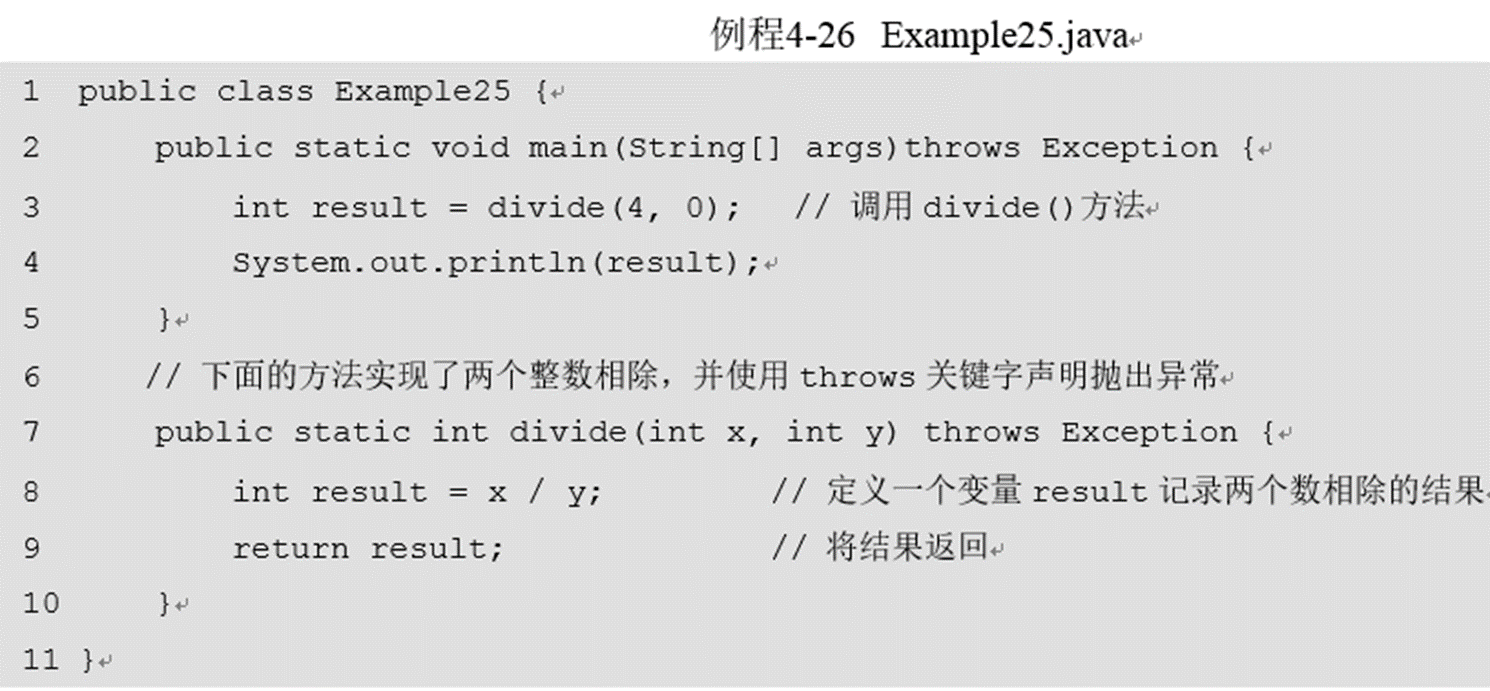 例程4-26 Example25.java↵
1 public class Example25 {↵
2     public static void main(String[] args)throws Exception {↵
3         int result = divide(4, 0);   // 调用 divide()方法↵
4         System.out.println(result);↵
5     }↵
6    // 下面的方法实现了两个整数相除，并使用 throws 关键字声明抛出异常↵
7     public static int divide(int x, int y) throws Exception {↵
8         int result = x / y;         // 定义一个变量 result 记录两个数相除的结果
9         return result;              // 将结果返回↵
10    }↵
11 }↵